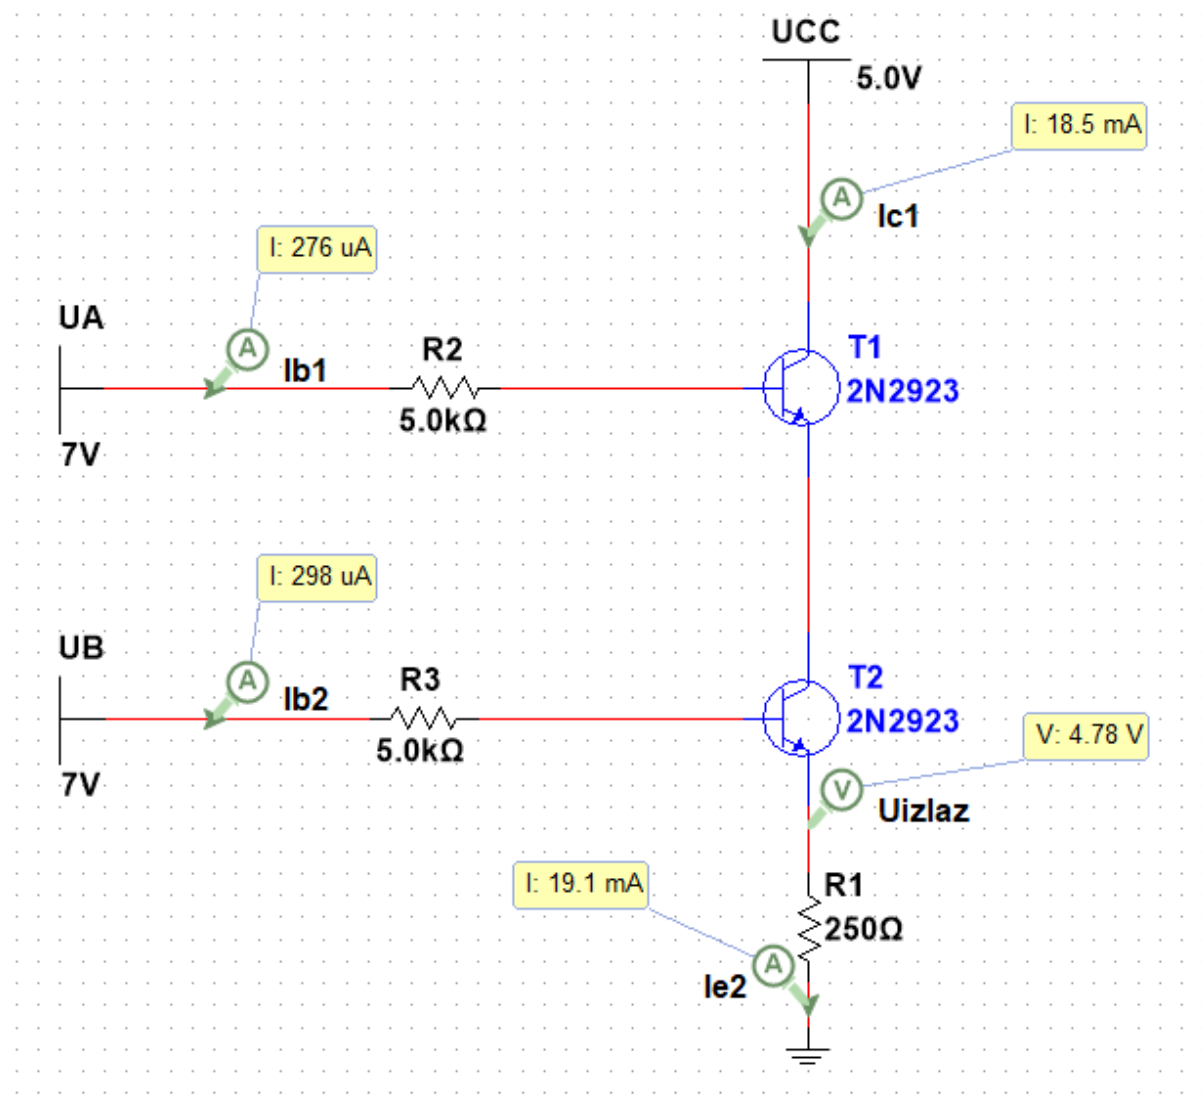 UCC
5.0V
I: 18.5 mA
A
Ic1
I: 276 uA
UA
A
Ib1
R2
5.0kΩ
7V
T1
2N2923
I: 298 uA
UB
A
Ib2
R3
5.0kΩ
7V
T2
2N2923
V: 4.78 V
V
Uizlaz
I: 19.1 mA
R1
250Ω
A
Ie2